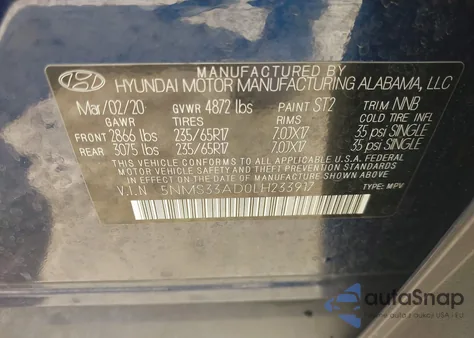 MANUFACTURED BY
HYUNDAI MOTOR MANUFACTURING ALABAMA, LLC
Mar/02/20 GVWR 4872 lbs PAINT ST2 TRIM NNB
GAWR TIRES RIMS COLD TIRE INFL
FRONT 2866 lbs 235/65R17 7.0JX17 35 psi SINGLE
REAR 3075 lbs 235/65R17 7.0JX17 35 psi SINGLE
THIS VEHICLE CONFORMS TO ALL APPLICABLE U.S. FEDERAL
MOTOR VEHICLE SAFETY AND THEFT PREVENTION STANDARDS IN
EFFECT ON THE DATE OF MANUFACTURE SHOWN ABOVE.
V.I.N 5NMS33AD0LH233917 TYPE: MPV
autaSnap
USA - EU